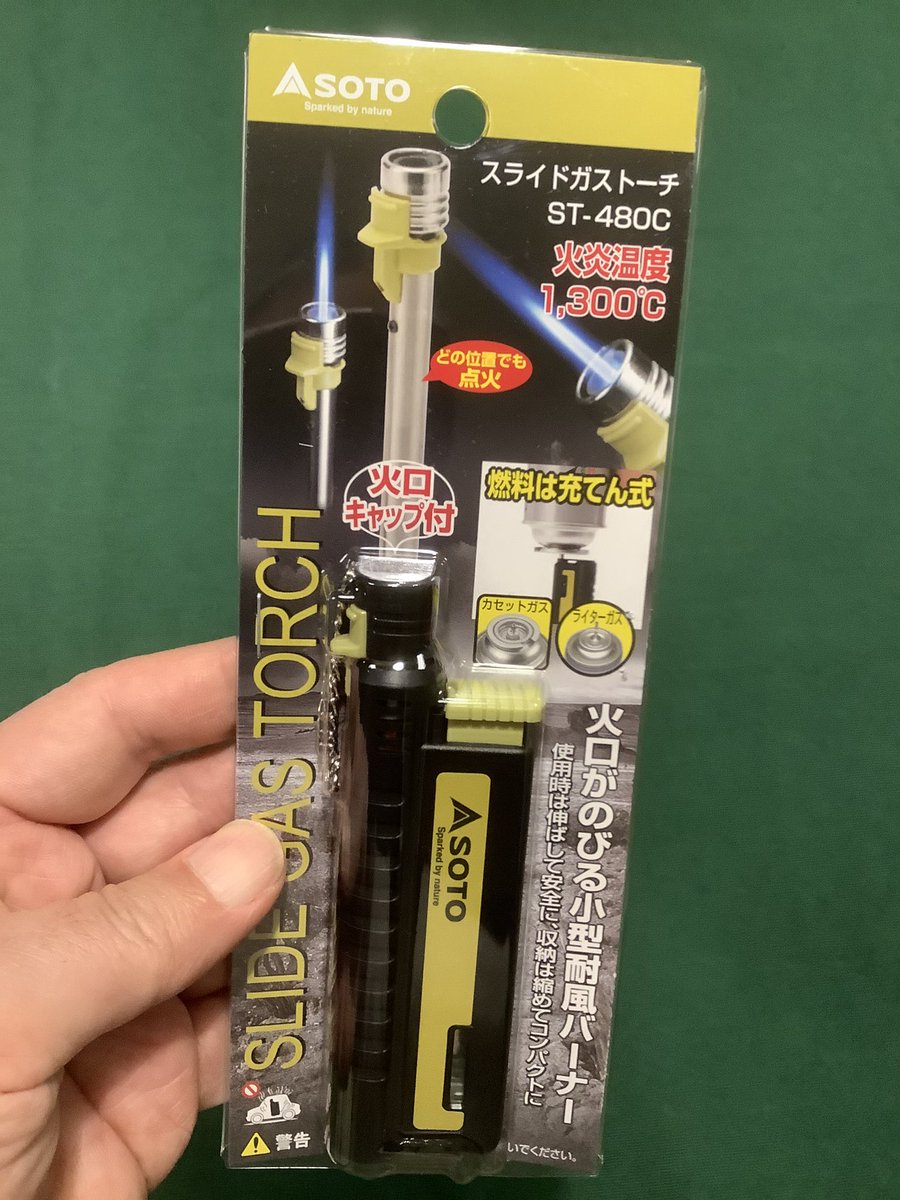 SOTO
Sparked by nature
スライドガストーチ
ST-480C
火炎温度
1,300℃
どの位置でも
点火
火口
キャップ付
燃料は充てん式
カセットガス
ライターガス
SLIDE GAS TORCH
火口がのびる小型耐風バーナー
使用時は伸ばして安全に、収納は縮めてコンパクトに
SOTO
Sparked by nature
警告
いでください。